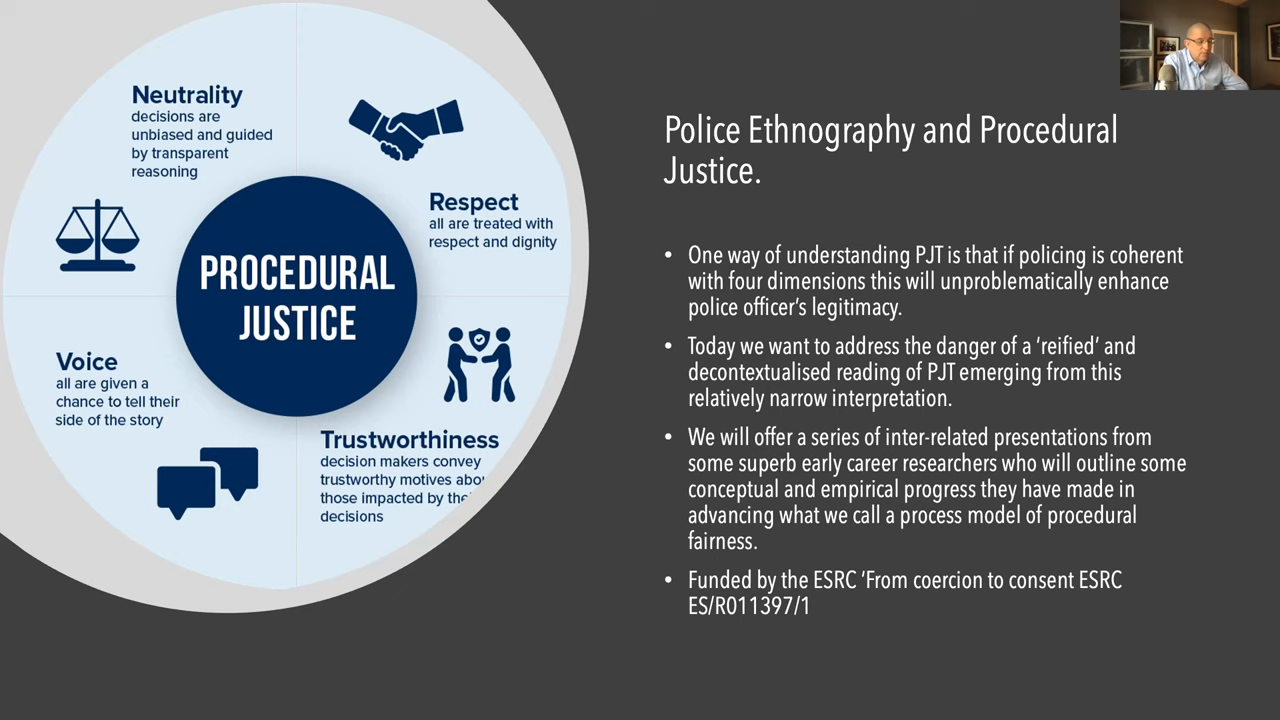 Neutrality
decisions are
unbiased and guided
by transparent
reasoning
Respect
all are treated with
respect and dignity
PROCEDURAL
JUSTICE
Voice
all are given a
chance to tell their
side of the story
Trustworthiness
decision makers convey
trustworthy motives
those impacted by
decisions
Police Ethnography and Procedural
Justice.
• One way of understanding PJT is that if policing is coherent
with four dimensions this will unproblematically enhance
police officer's legitimacy.
• Today we want to address the danger of a ‘reified’ and
decontextualised reading of PJT emerging from this
relatively narrow interpretation.
• We will offer a series of inter-related presentations from
some superb early career researchers who will outline some
conceptual and empirical progress they have made in
advancing what we call a process model of procedural
fairness.
• Funded by the ESRC ‘From coercion to consent ESRC
ES/R011397/1